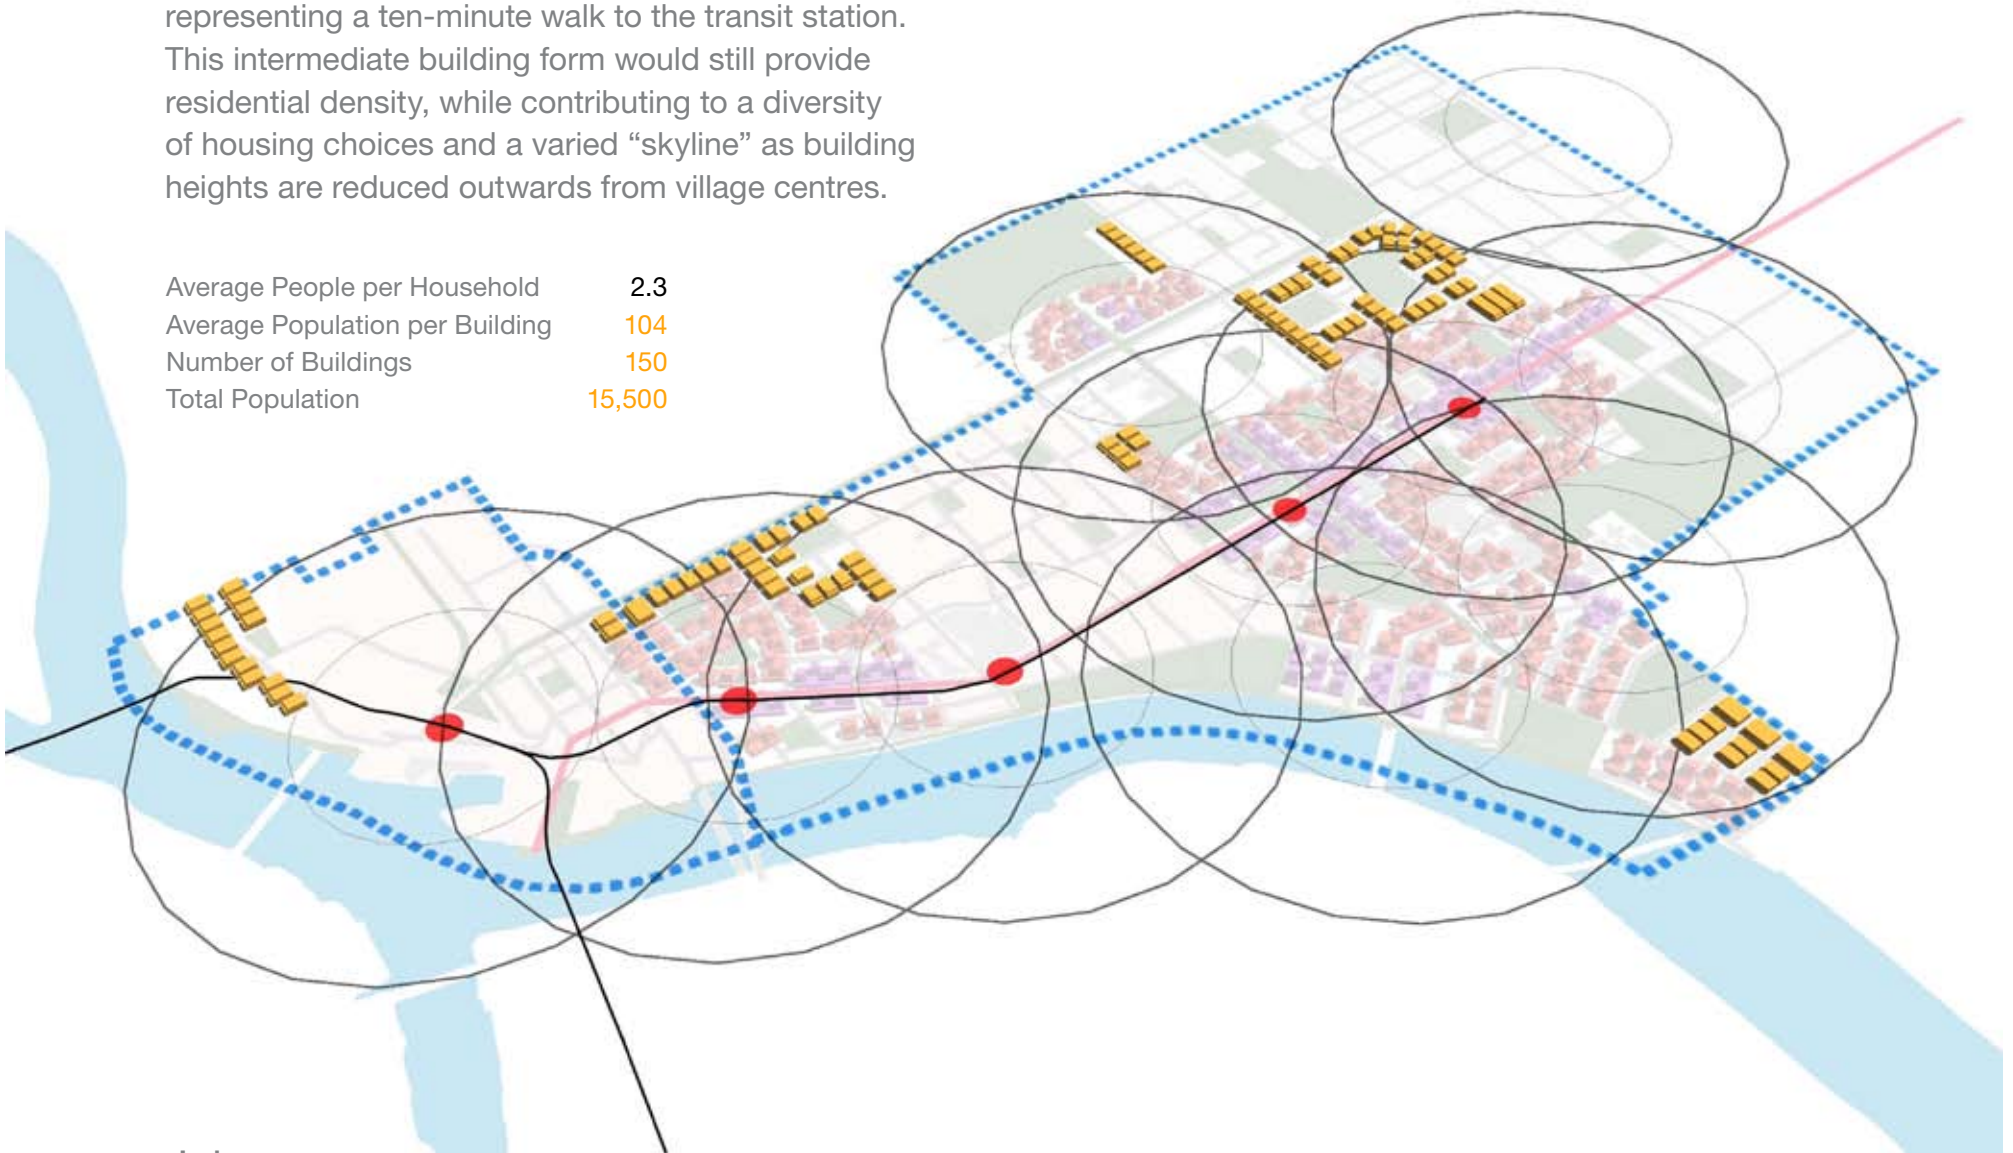 representing a ten-minute walk to the transit station.
This intermediate building form would still provide
residential density, while contributing to a diversity
of housing choices and a varied “skyline” as building
heights are reduced outwards from village centres.
Average People per Household 2.3
Average Population per Building 104
Number of Buildings 150
Total Population 15,500